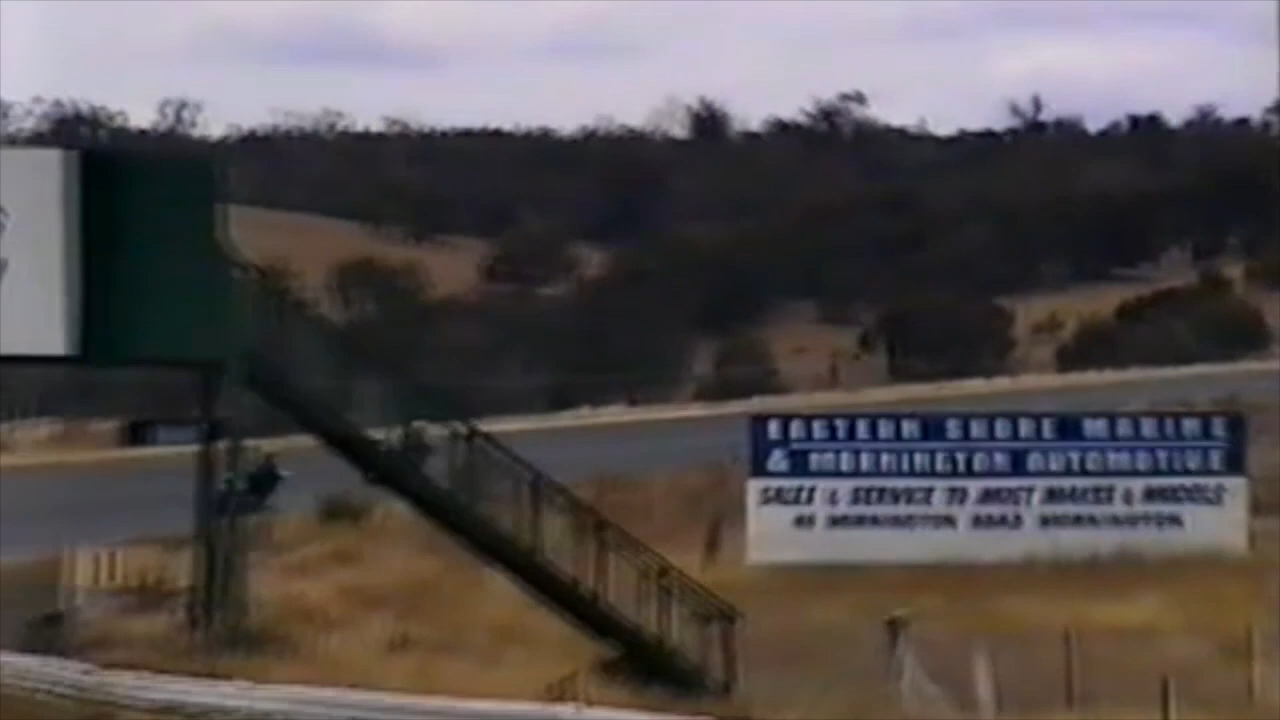 EASTERN SHORE MARINE
& MORNINGTON AUTOMOTIVE
SALES & SERVICE TO MOST MAKES & MODELS
MORNINGTON ROAD MORNINGTON